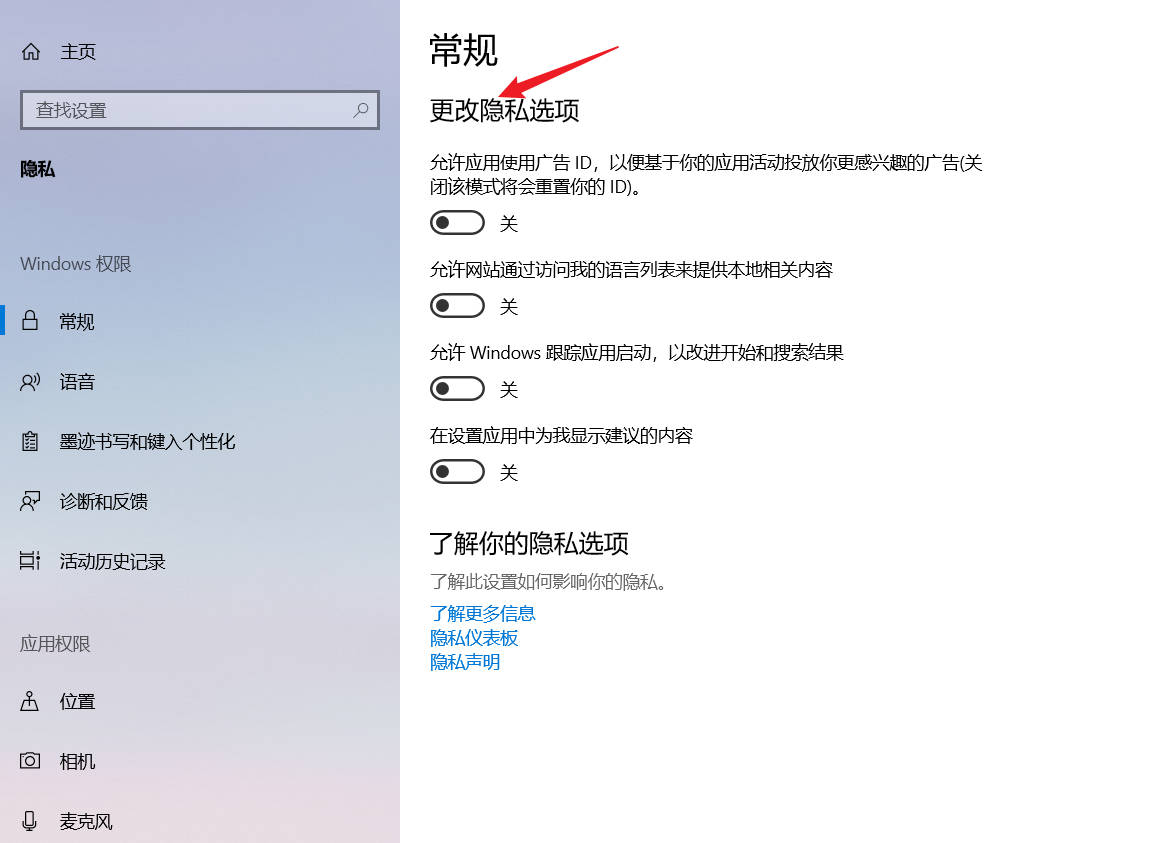 主页
查找设置
隐私
Windows 权限
常规
语音
墨迹书写和键入个性化
诊断和反馈
活动历史记录
应用权限
位置
相机
麦克风
常规
更改隐私选项
允许应用使用广告 ID，以便基于你的应用活动投放你更感兴趣的广告(关
闭该模式将会重置你的 ID)。
关
允许网站通过访问我的语言列表来提供本地相关内容
关
允许 Windows 跟踪应用启动，以改进开始和搜索结果
关
在设置应用中为我显示建议的内容
关
了解你的隐私选项
了解此设置如何影响你的隐私。
了解更多信息
隐私仪表板
隐私声明